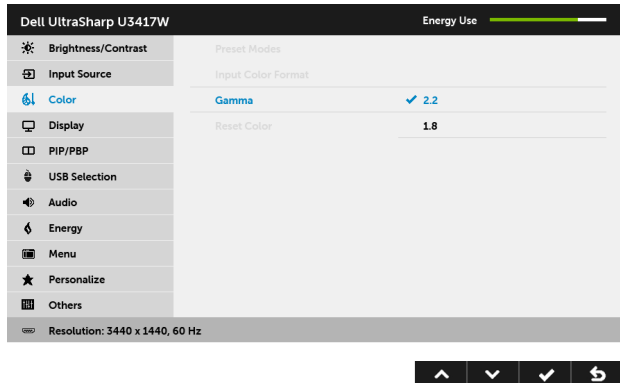 Dell UltraSharp U3417W
Energy Use
Brightness/Contrast
Preset Modes
Input Source
Input Color Format
Color
Gamma
2.2
Display
Reset Color
1.8
PIP/PBP
USB Selection
Audio
Energy
Menu
Personalize
Others
Resolution: 3440 x 1440, 60 Hz